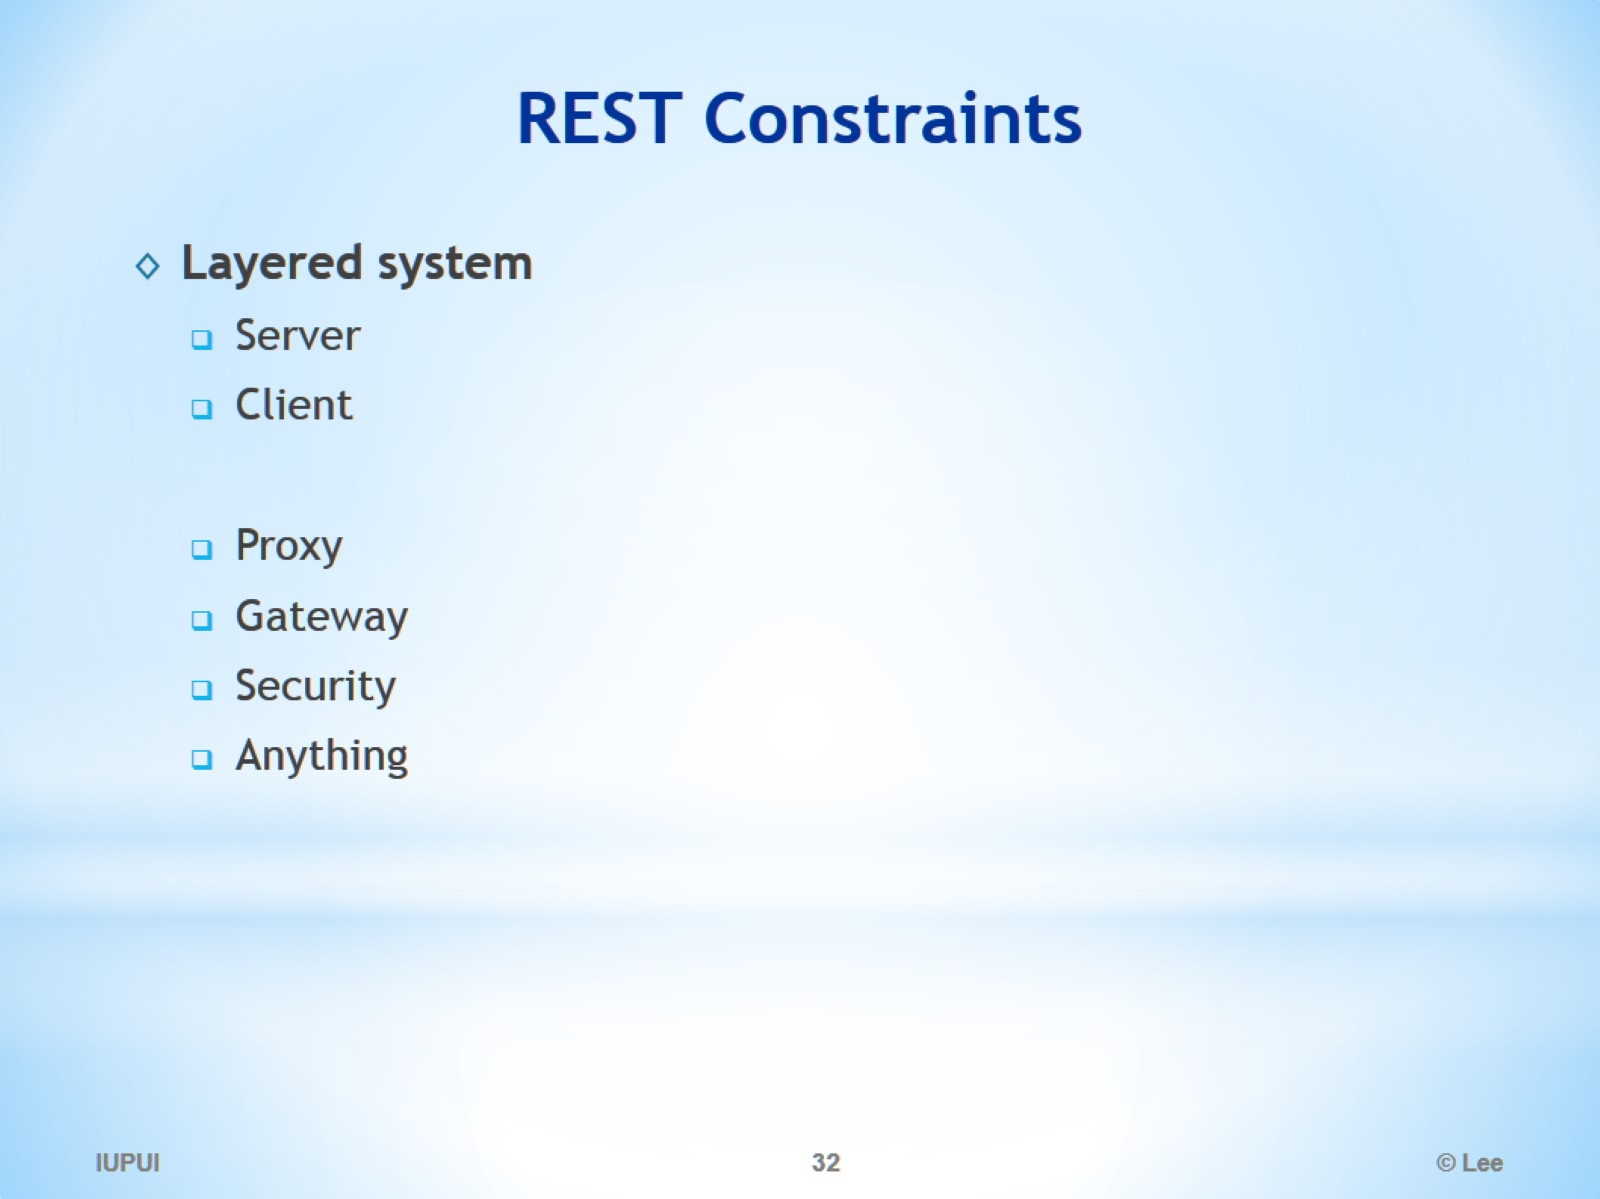 REST Constraints
Layered system
Server
Client
Proxy
Gateway
Security
Anything
IUPUI
32
© Lee